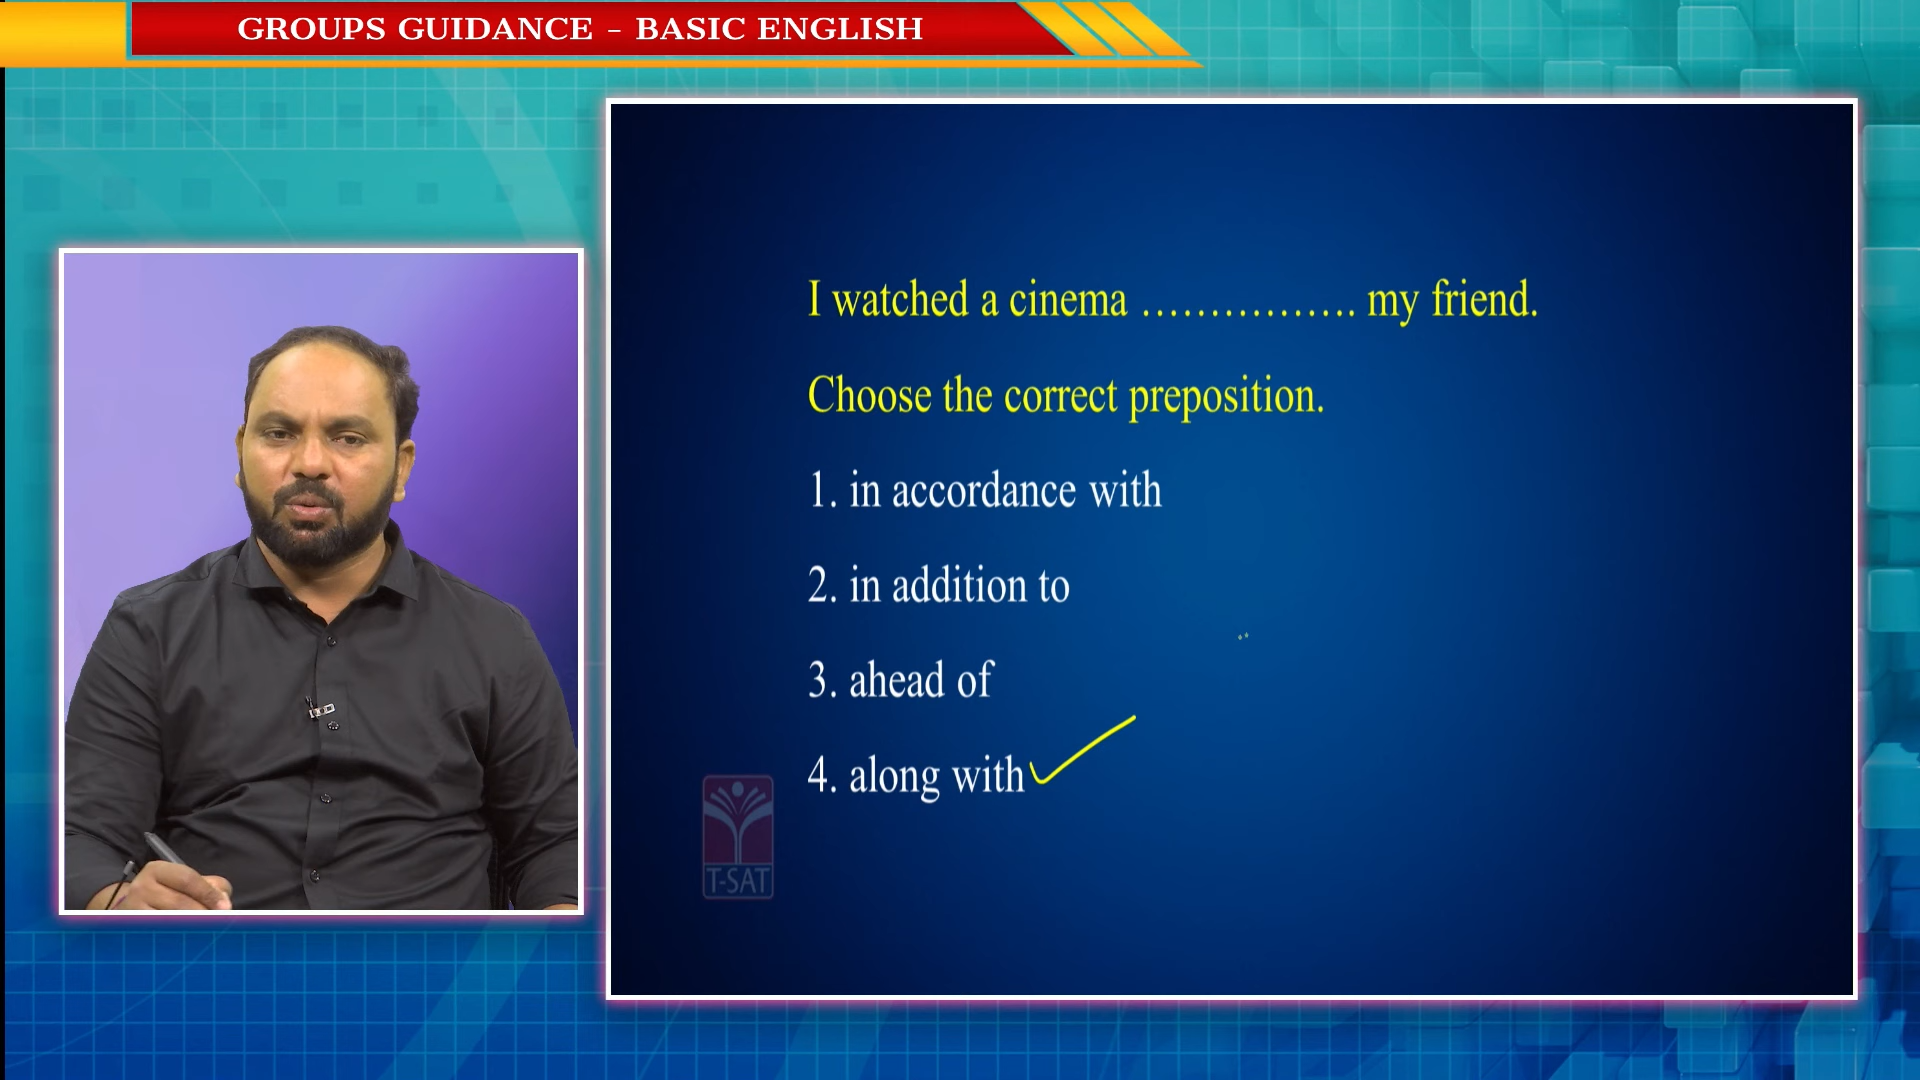 GROUPS GUIDANCE – BASIC ENGLISH
I watched a cinema ................ my friend.
Choose the correct preposition.
1. in accordance with
2. in addition to
3. ahead of
4. along with
T-SAT